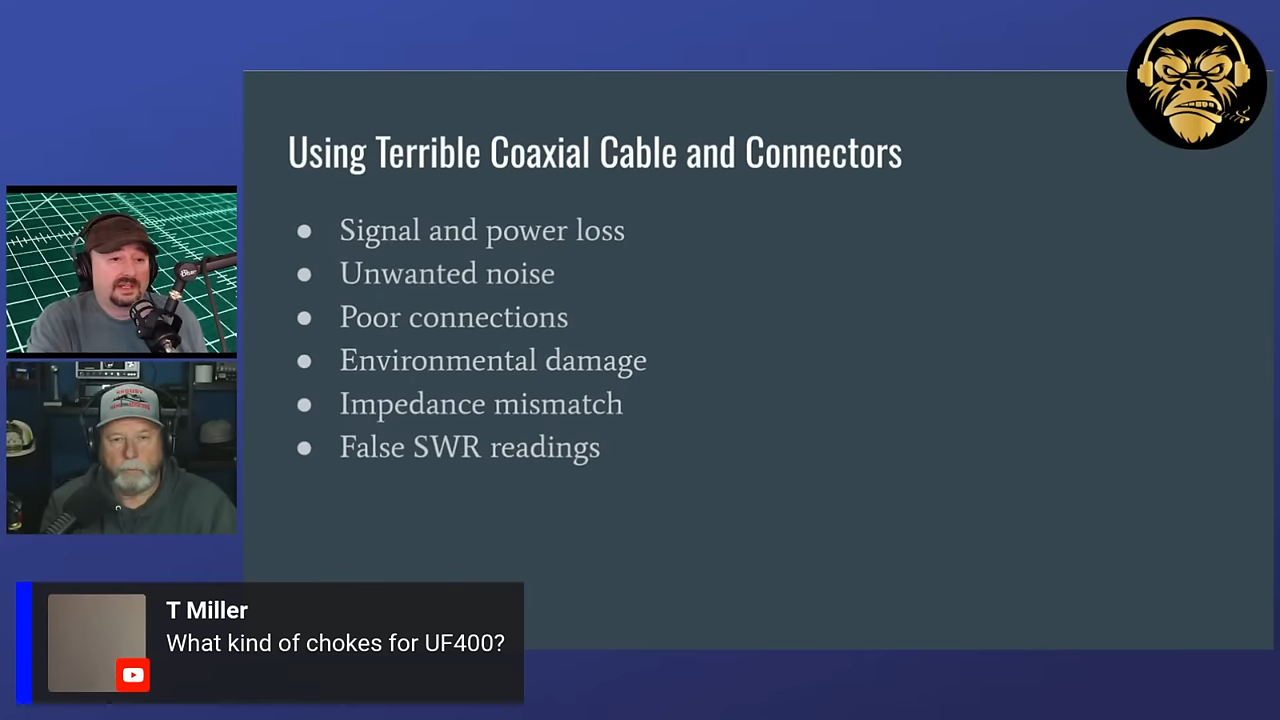 Using Terrible Coaxial Cable and Connectors
● Signal and power loss
● Unwanted noise
● Poor connections
● Environmental damage
● Impedance mismatch
● False SWR readings
Blue
T Miller
What kind of chokes for UF400?